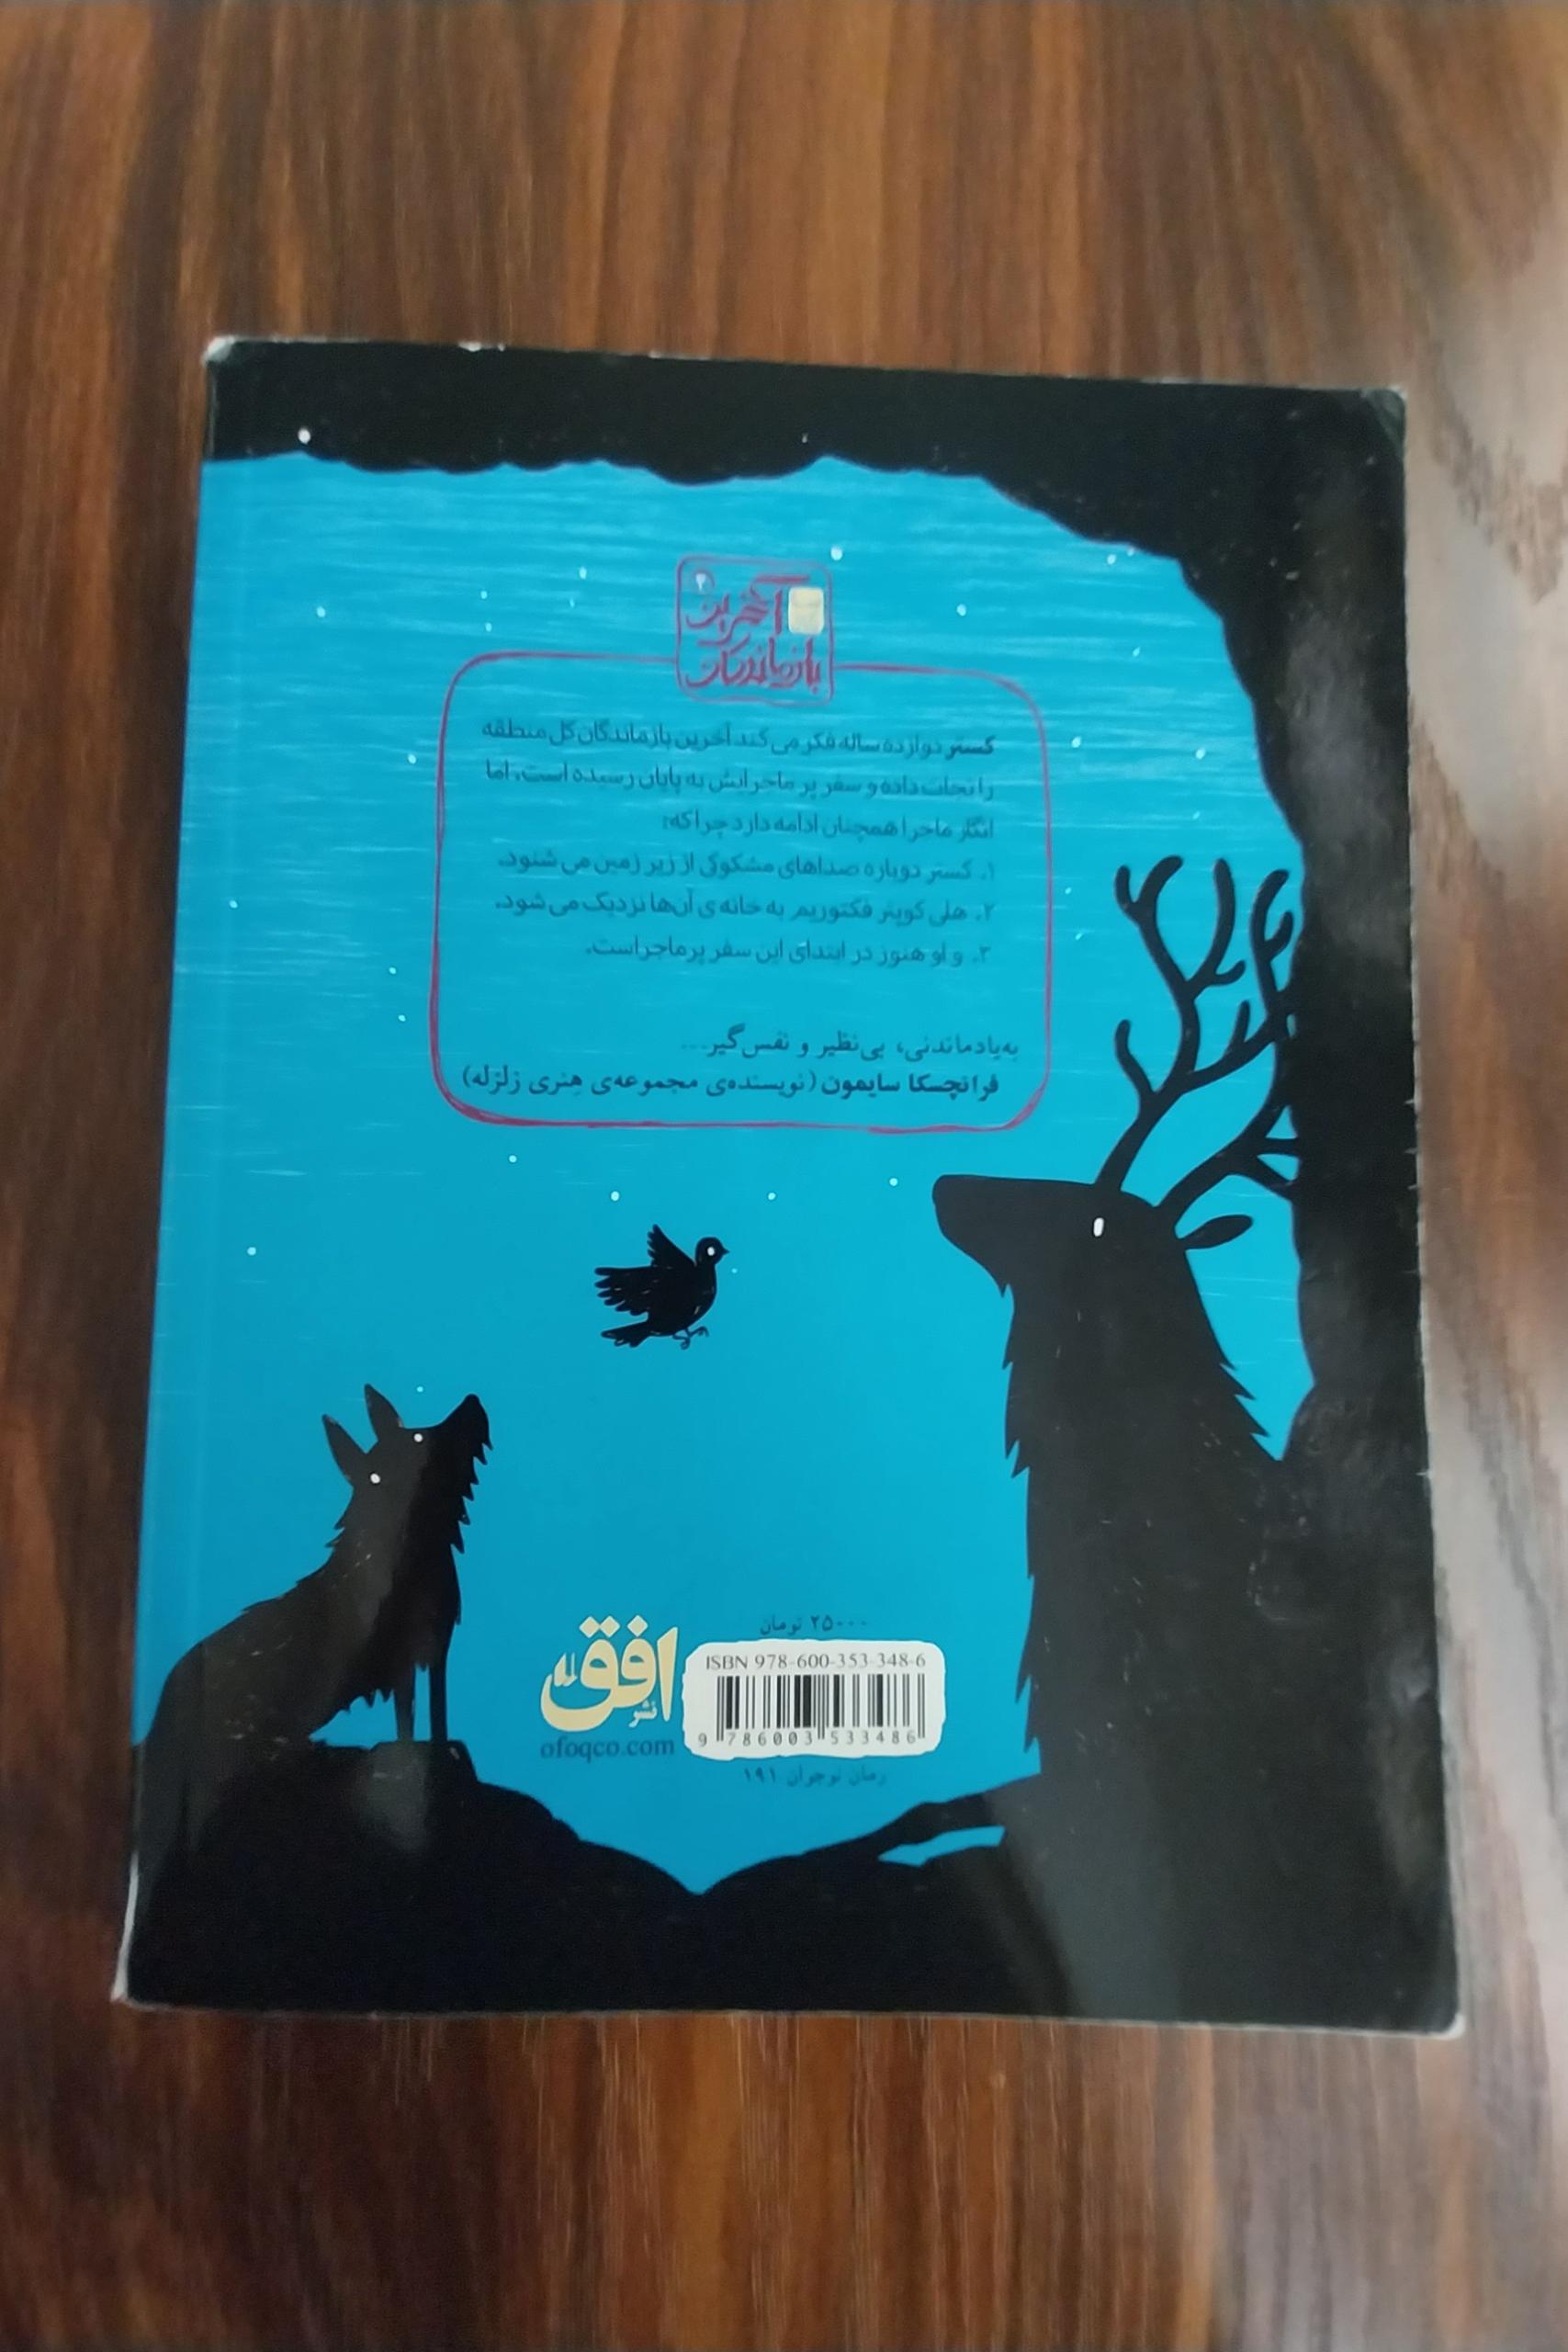 آخرین ۲
بازماندگان
کستر دوازده ساله فکر می کند آخرین بازماندگان کل منطقه
را نجات داده و سفر پر ماجرایش به پایان رسیده است، اما
انگار ماجرا همچنان ادامه دارد چرا که:
۱. کستر دوباره صداهای مشکوکی از زیر زمین می شنود.
۲. هلی کوپتر فکتوریم به خانه ی آن ها نزدیک می شود.
۳. و او هنوز در ابتدای این سفر پرماجراست.
به‌یادماندنی، بی‌نظیر و نفس‌گیر...
فرانچسکا سایمون (نویسنده‌ی مجموعه‌ی هنری زلزله)
۲۵۰۰۰ تومان
ISBN 978-600-353-348-6
9 786003 533486
افق
نشر
ofoqco.com
رمان نوجوان ۱۹۱